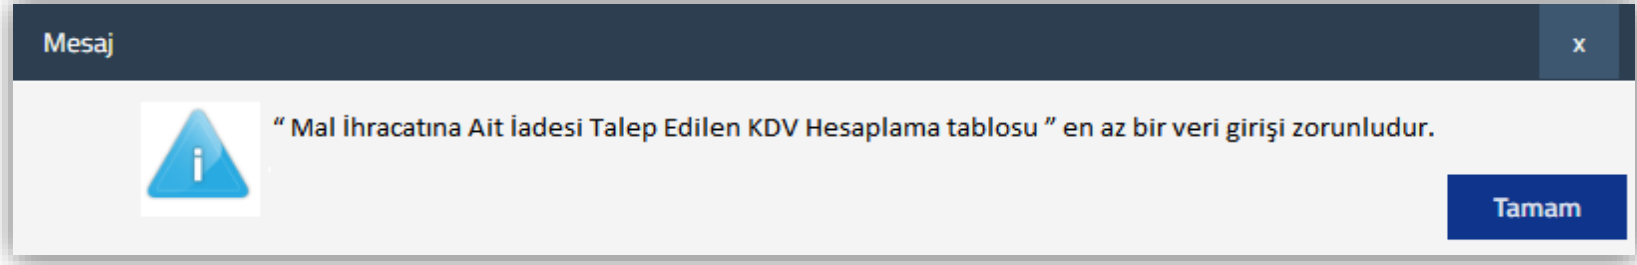 Mesaj
x
“ Mal İhracatına Ait İadesi Talep Edilen KDV Hesaplama tablosu ” en az bir veri girişi zorunludur.
i
Tamam